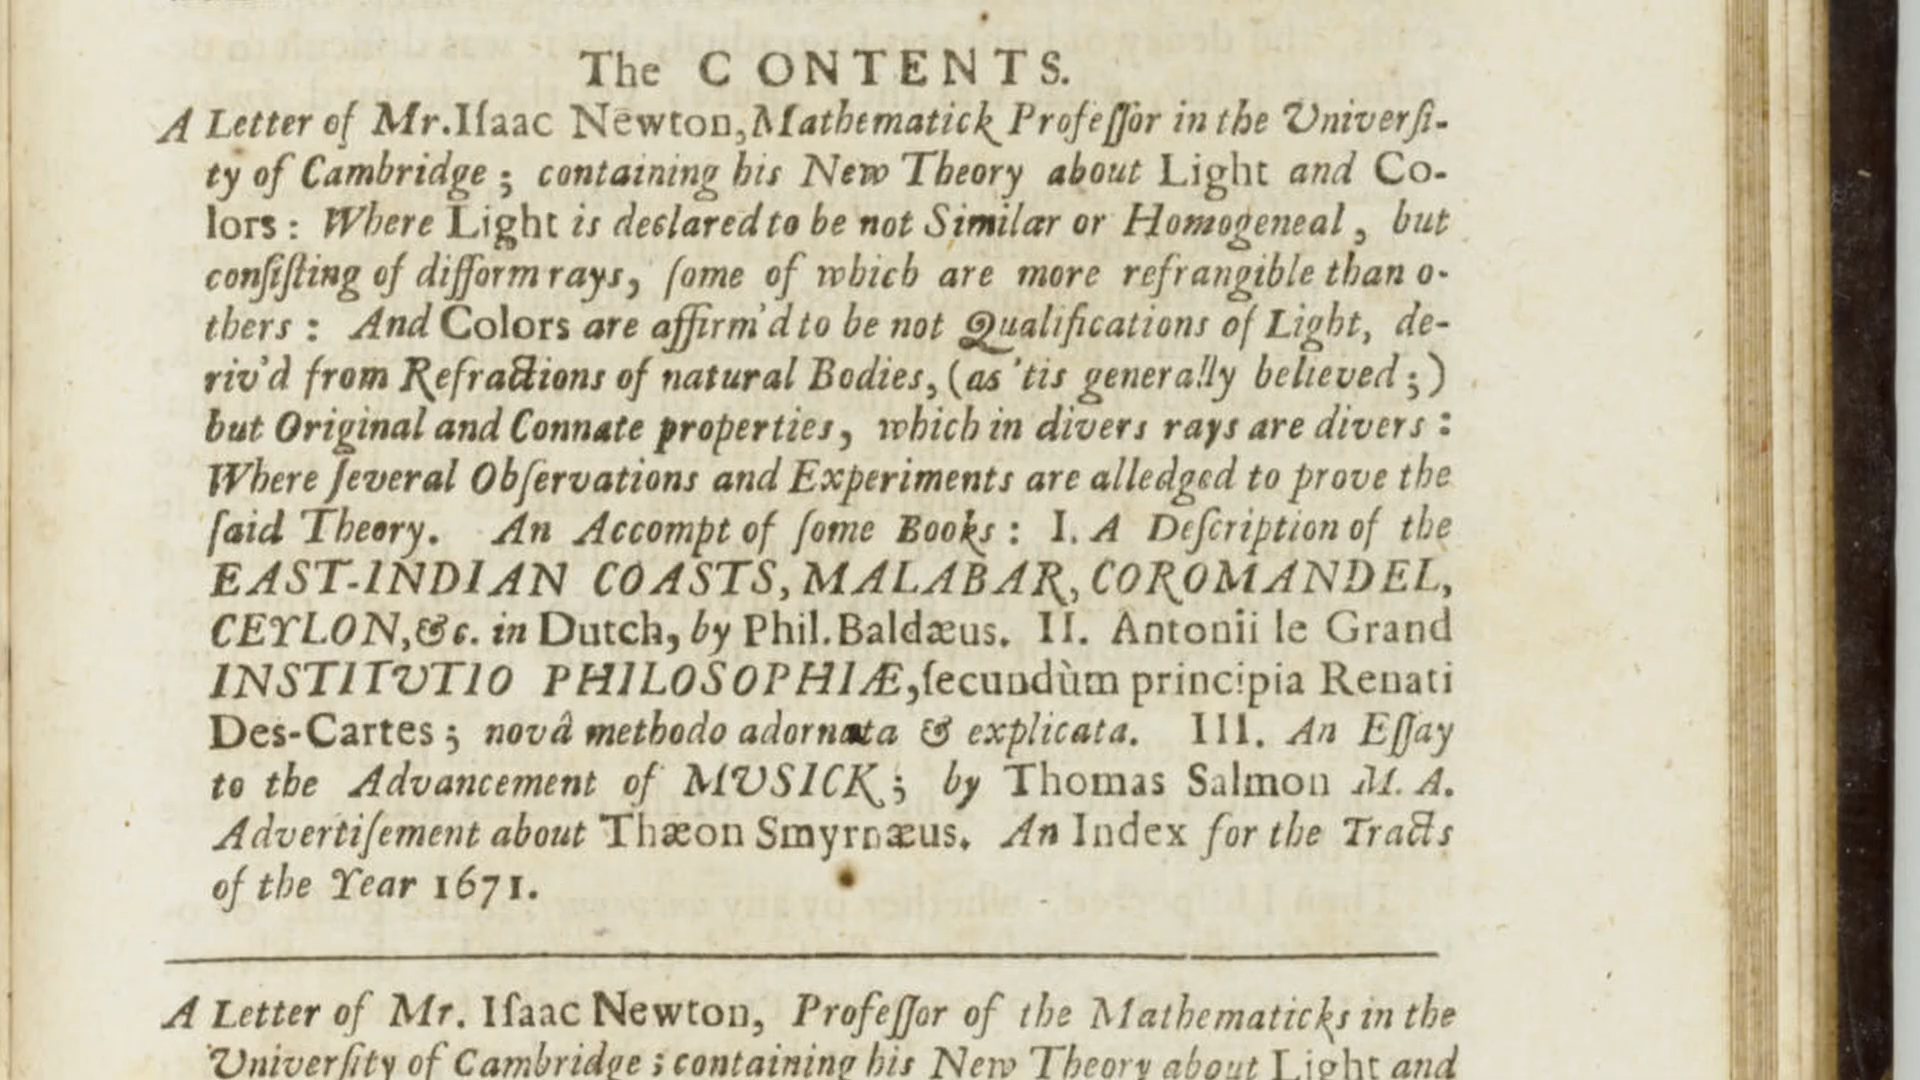 The CONTENTS.
A Letter of Mr. Iſaac Newton, Mathematick Profeſſor in the Univerſi-
ty of Cambridge; containing his New Theory about Light and Co-
lors: Where Light is declared to be not Similar or Homogeneal, but
conſiſting of difform rays, ſome of which are more refrangible than o-
thers: And Colors are affirm'd to be not Qualifications of Light, de-
riv'd from Refractions of natural Bodies, (as 'tis generally believed;)
but Original and Connate properties, which in divers rays are divers:
Where ſeveral Obſervations and Experiments are alledged to prove the
ſaid Theory. An Accompt of ſome Books: I. A Deſcription of the
EAST-INDIAN COASTS, MALABAR, COROMANDEL,
CEYLON, &c. in Dutch, by Phil. Baldæus. II. Antonii le Grand
INSTITVTIO PHILOSOPHIÆ, ſecundùm principia Renati
Des-Cartes; novâ methodo adornata & explicata. III. An Eſſay
to the Advancement of MUSICK; by Thomas Salmon M. A.
Advertiſement about Thæon Smyrnæus. An Index for the Tracts
of the Year 1671.
A Letter of Mr. Iſaac Newton, Profeſſor of the Mathematicks in the
Univerſity of Cambridge; containing his New Theory about Light and